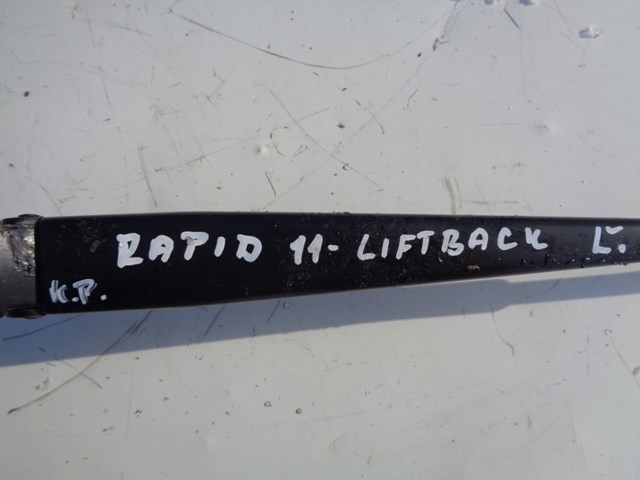 RAPID 11- LIFTBACK Ľ.
K.P.